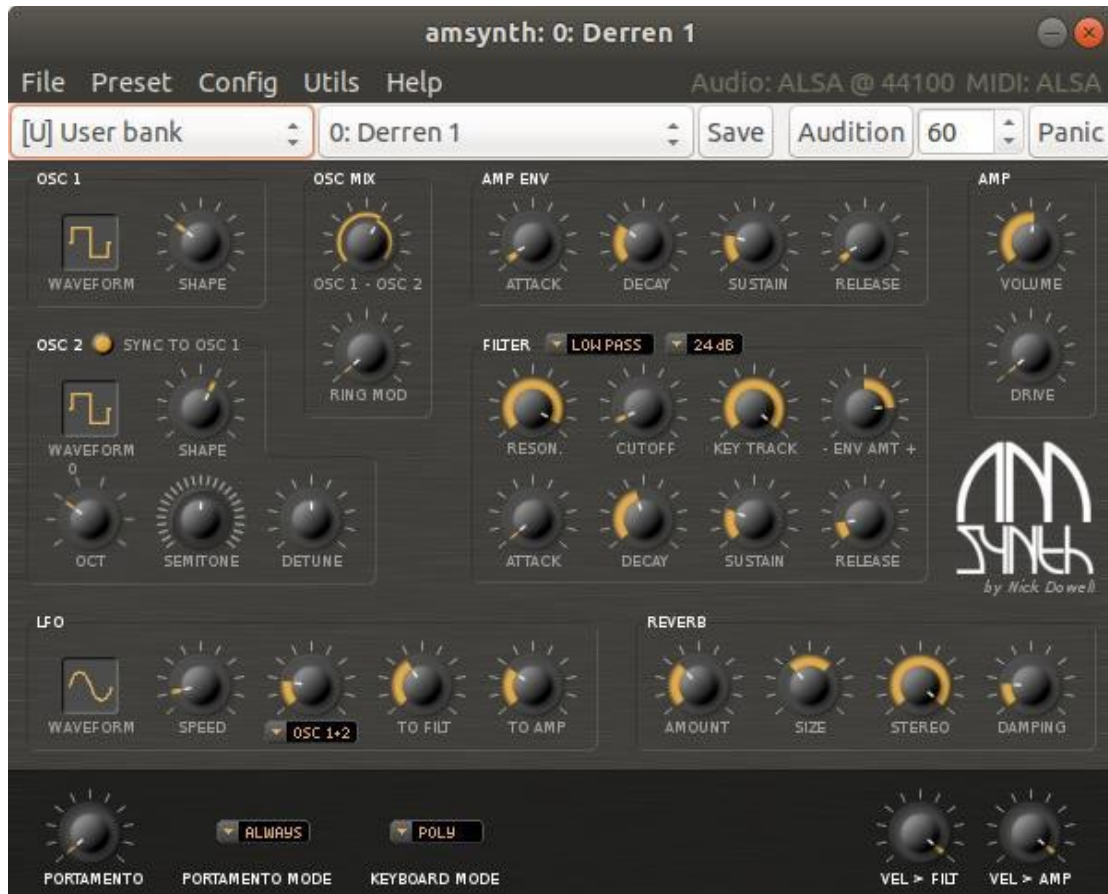 amsynth: 0: Derren 1
File Preset Config Utils Help Audio: ALSA @ 44100 MIDI: ALSA
[U] User bank 0: Derren 1 Save Audition 60 Panic
OSC 1 OSC MIX AMP ENV AMP
WAVEFORM SHAPE OSC 1 - OSC 2 ATTACK DECAY SUSTAIN RELEASE VOLUME
OSC 2 SYNC TO OSC 1 FILTER LOW PASS 24 dB
RING MOD DRIVE
WAVEFORM SHAPE RESON. CUTOFF KEY TRACK - ENV AMT +
0
OCT SEMITONE DETUNE ATTACK DECAY SUSTAIN RELEASE
AM
SYNTH
by Nick Dowell
LFO REVERB
WAVEFORM SPEED OSC 1+2 TO FILT TO AMP AMOUNT SIZE STEREO DAMPING
ALWAYS POLY
PORTAMENTO PORTAMENTO MODE KEYBOARD MODE VEL > FILT VEL > AMP